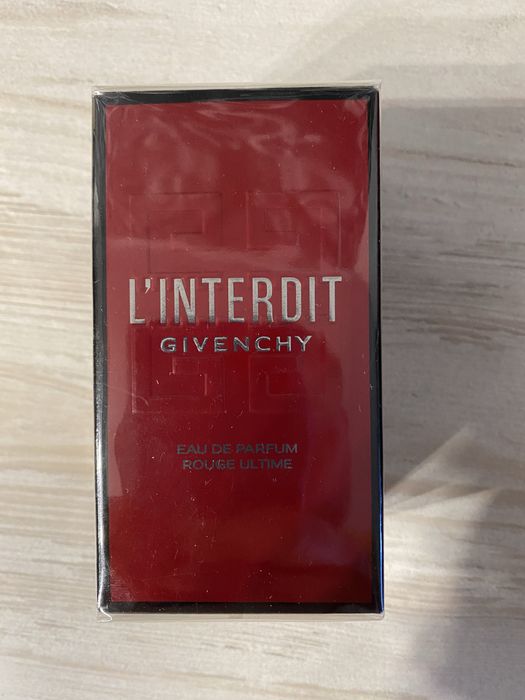 L'INTERDIT
GIVENCHY
EAU DE PARFUM
ROUGE ULTIME